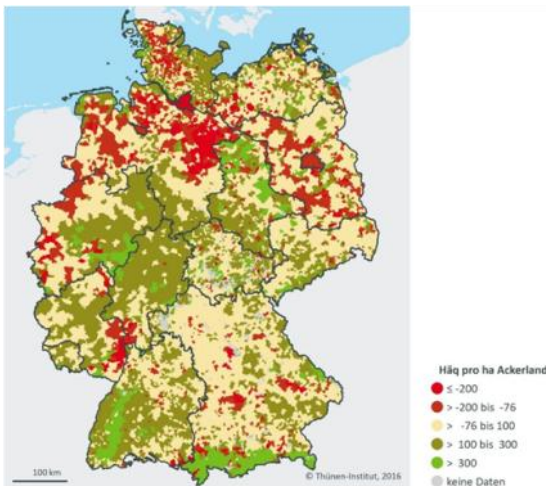 Häq pro ha Ackerland
≤ -200
> -200 bis -76
> -76 bis 100
> 100 bis 300
> 300
keine Daten
100 km
© Thünen-Institut, 2016